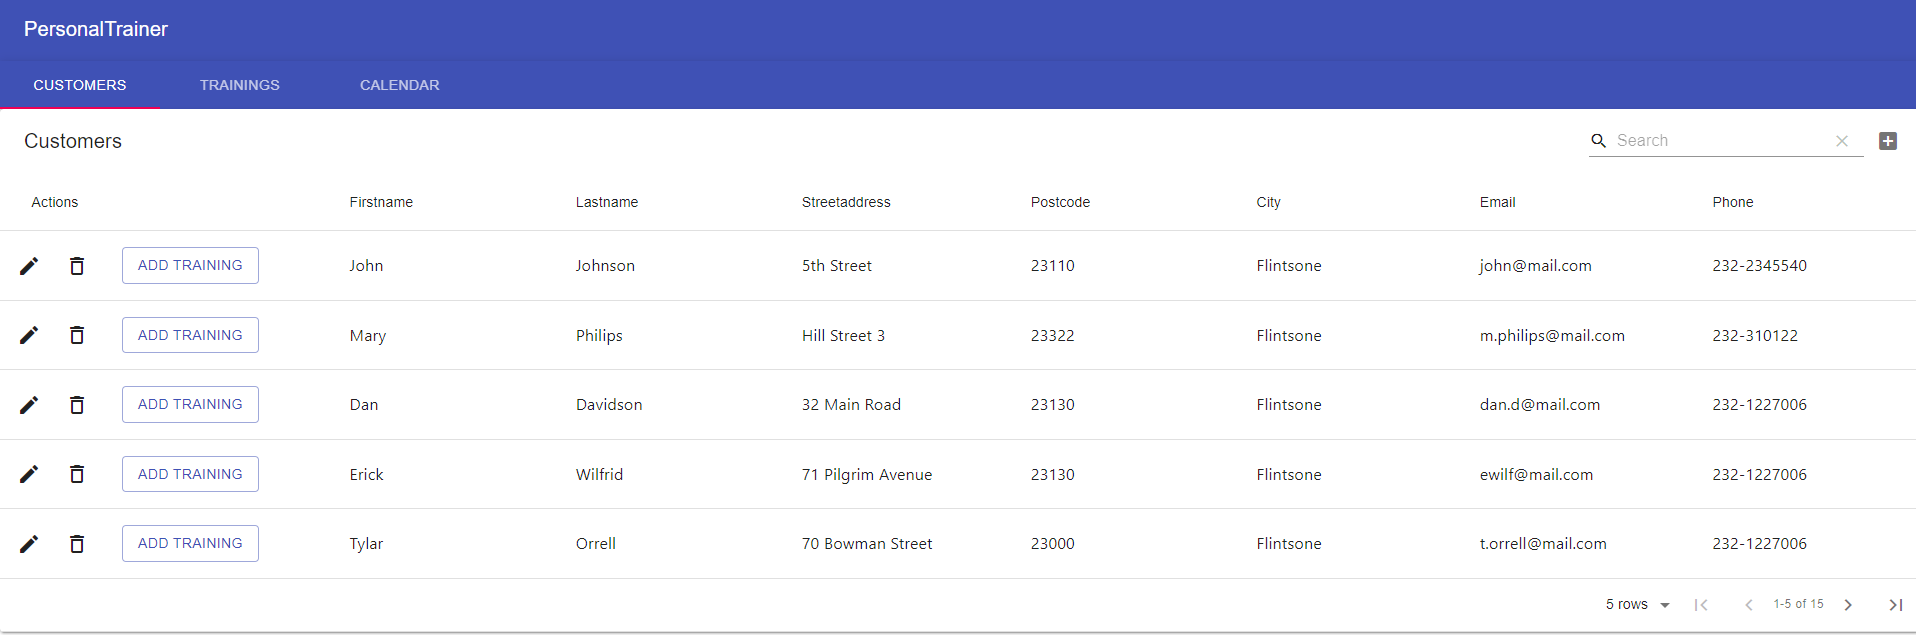 PersonalTrainer
CUSTOMERS TRAININGS CALENDAR
Customers Search
Actions Firstname Lastname Streetaddress Postcode City Email Phone
ADD TRAINING John Johnson 5th Street 23110 Flintsone john@mail.com 232-2345540
ADD TRAINING Mary Philips Hill Street 3 23322 Flintsone m.philips@mail.com 232-310122
ADD TRAINING Dan Davidson 32 Main Road 23130 Flintsone dan.d@mail.com 232-1227006
ADD TRAINING Erick Wilfrid 71 Pilgrim Avenue 23130 Flintsone ewilf@mail.com 232-1227006
ADD TRAINING Tylar Orrell 70 Bowman Street 23000 Flintsone t.orrell@mail.com 232-1227006
5 rows 1-5 of 15